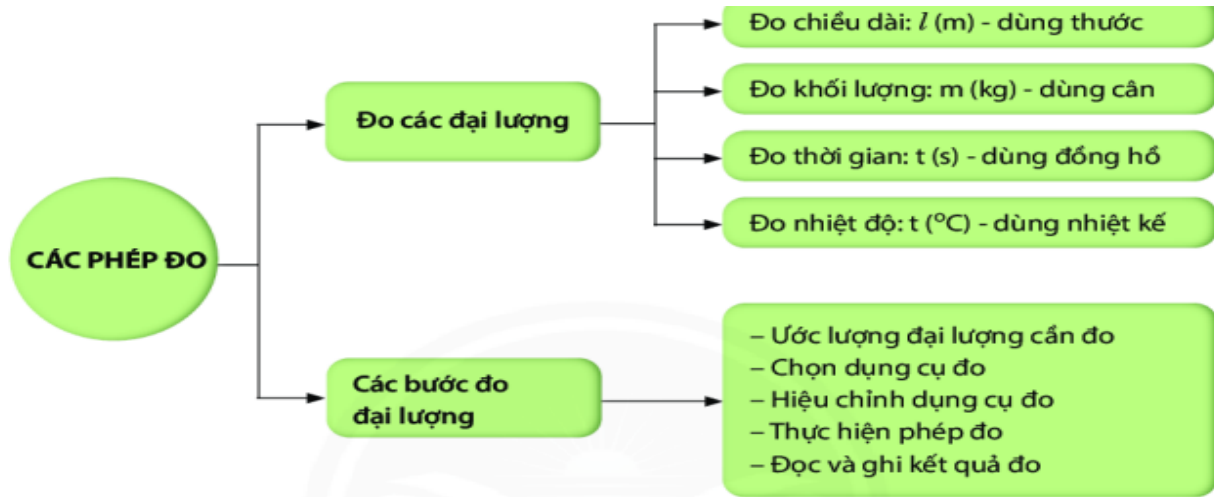 CÁC PHÉP ĐO
Đo các đại lượng
Đo chiều dài: l (m) - dùng thước
Đo khối lượng: m (kg) - dùng cân
Đo thời gian: t (s) - dùng đồng hồ
Đo nhiệt độ: t (°C) - dùng nhiệt kế
Các bước đo
đại lượng
– Ước lượng đại lượng cần đo
– Chọn dụng cụ đo
– Hiệu chỉnh dụng cụ đo
– Thực hiện phép đo
– Đọc và ghi kết quả đo